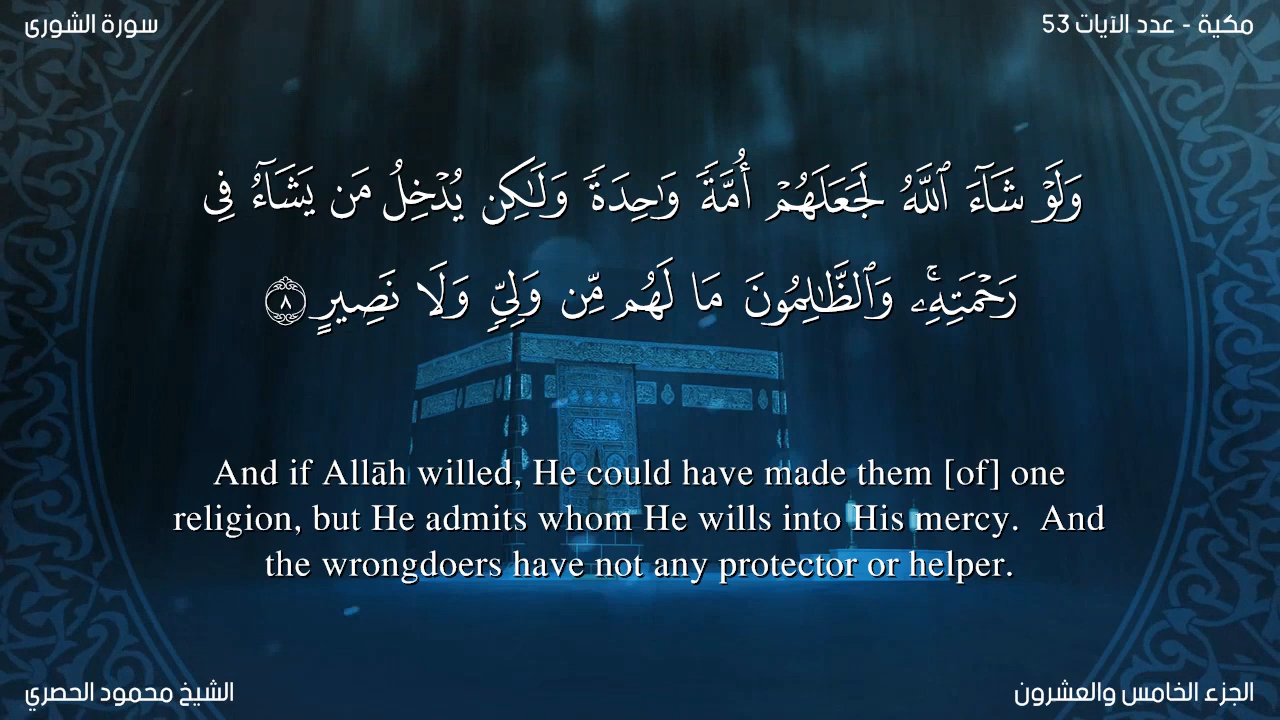 سورة الشورى
مكية - عدد الآيات 53
وَلَوْ شَآءَ ٱللَّهُ لَجَعَلَهُمْ أُمَّةً وَٰحِدَةً وَلَٰكِن يُدْخِلُ مَن يَشَآءُ فِى
رَحْمَتِهِۦ ۚ وَٱلظَّٰلِمُونَ مَا لَهُم مِّن وَلِىٍّ وَلَا نَصِيرٍ ٨
And if Allāh willed, He could have made them [of] one
religion, but He admits whom He wills into His mercy.  And
the wrongdoers have not any protector or helper.
الشيخ محمود الحصري
الجزء الخامس والعشرون